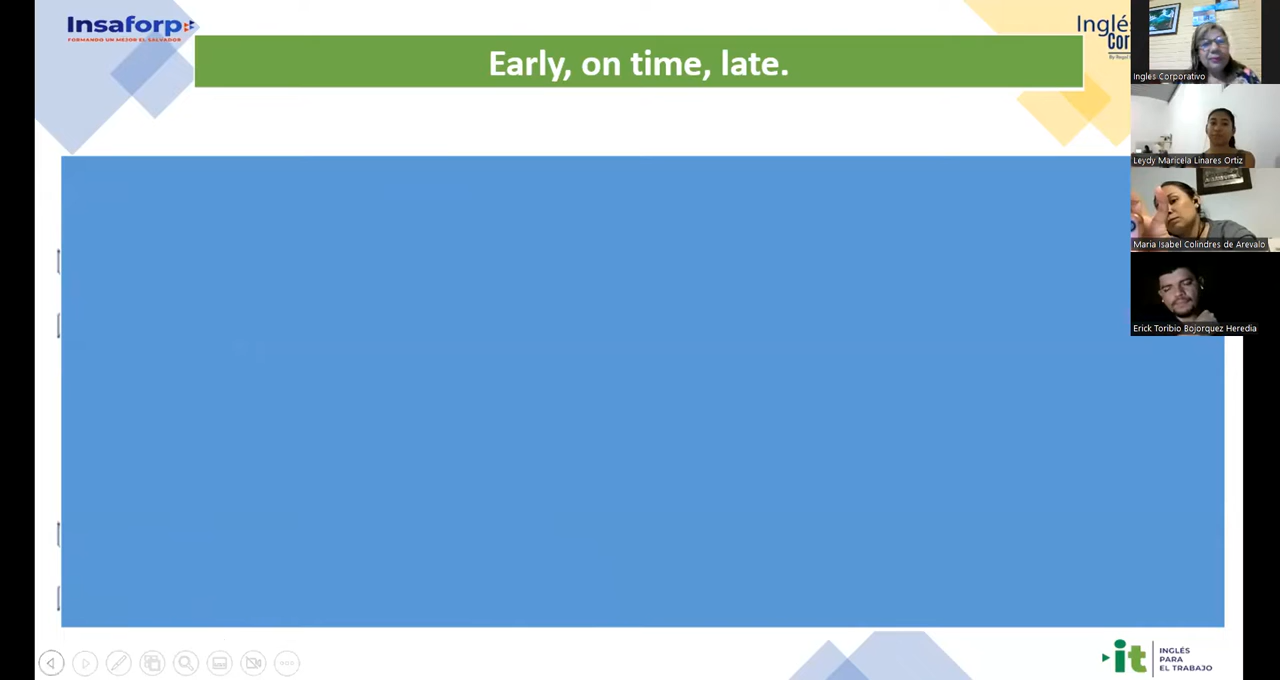 Insaforp
FORMANDO UN MEJOR EL SALVADOR
Inglés
Cor
Early, on time, late.
Ingles Corporativo
Leydy Maricela Linares Ortiz
Maria Isabel Colindres de Arevalo
Erick Toribio Bojorquez Heredia
it
INGLÉS
PARA
EL TRABAJO